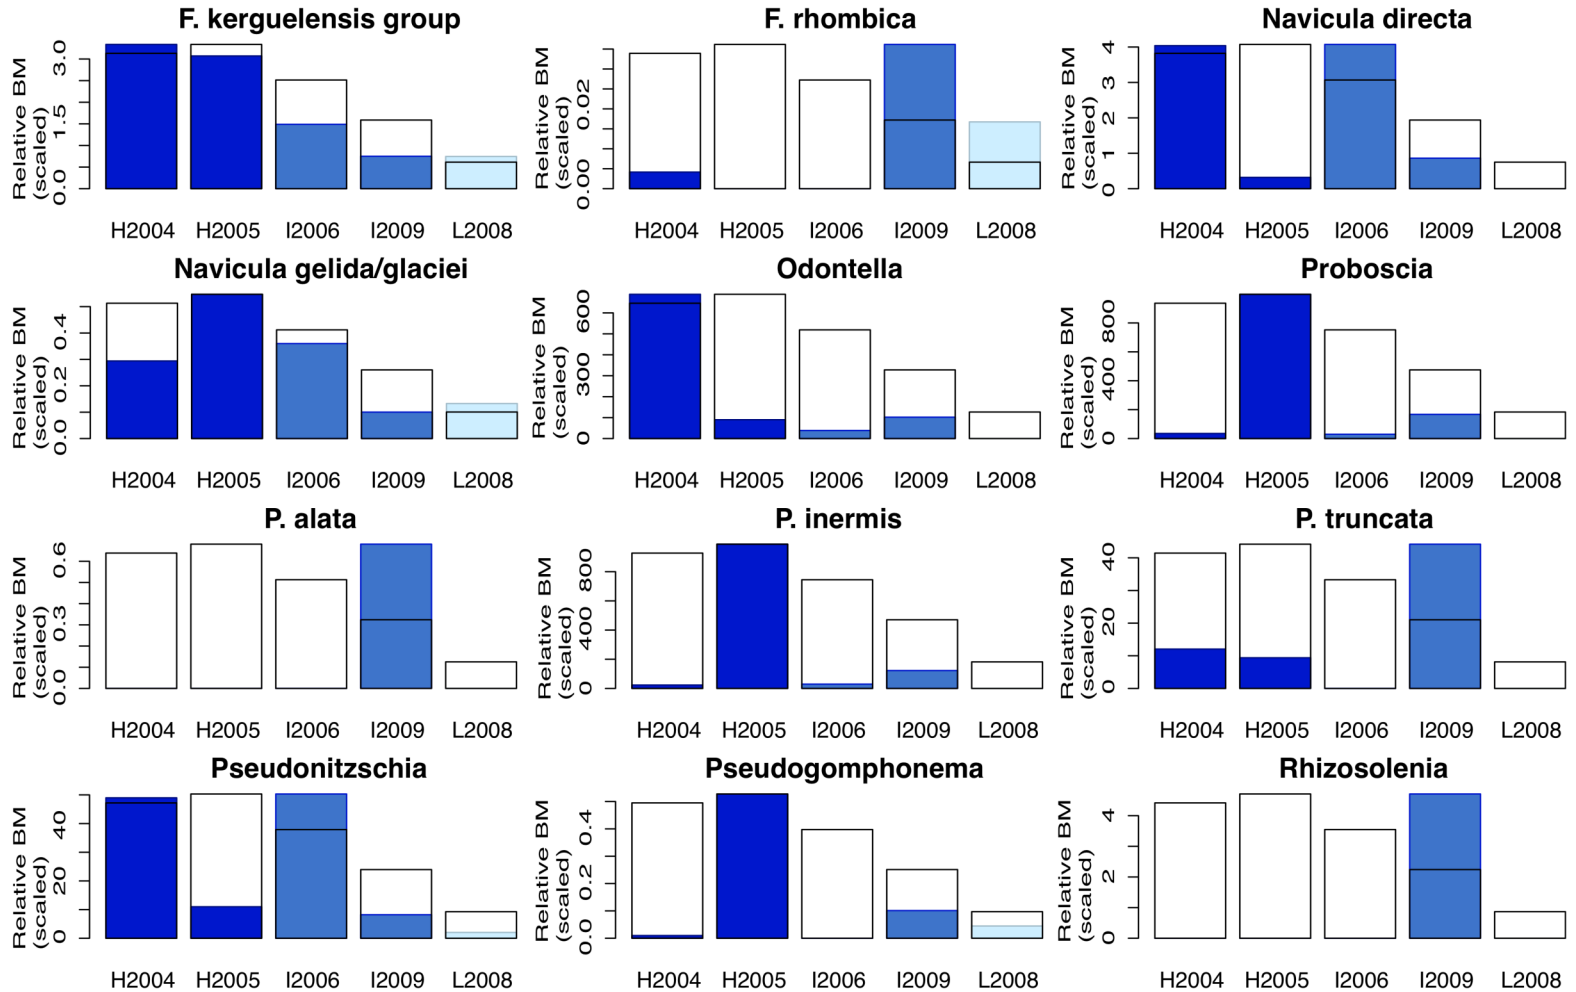 F. kerguelensis group
F. rhombica
Navicula directa
Relative BM
(scaled)
0.0 1.5 3.0
H2004 H2005 I2006 I2009 L2008
Relative BM
(scaled)
0.00 0.02
H2004 H2005 I2006 I2009 L2008
Relative BM
(scaled)
0 1 2 3 4
H2004 H2005 I2006 I2009 L2008
Navicula gelida/glaciei
Odontella
Proboscia
Relative BM
(scaled)
0.0 0.2 0.4
H2004 H2005 I2006 I2009 L2008
Relative BM
(scaled)
0 300 600
H2004 H2005 I2006 I2009 L2008
Relative BM
(scaled)
0 400 800
H2004 H2005 I2006 I2009 L2008
P. alata
P. inermis
P. truncata
Relative BM
(scaled)
0.0 0.3 0.6
H2004 H2005 I2006 I2009 L2008
Relative BM
(scaled)
0 400 800
H2004 H2005 I2006 I2009 L2008
Relative BM
(scaled)
0 20 40
H2004 H2005 I2006 I2009 L2008
Pseudonitzschia
Pseudogomphonema
Rhizosolenia
Relative BM
(scaled)
0 20 40
H2004 H2005 I2006 I2009 L2008
Relative BM
(scaled)
0.0 0.2 0.4
H2004 H2005 I2006 I2009 L2008
Relative BM
(scaled)
0 2 4
H2004 H2005 I2006 I2009 L2008